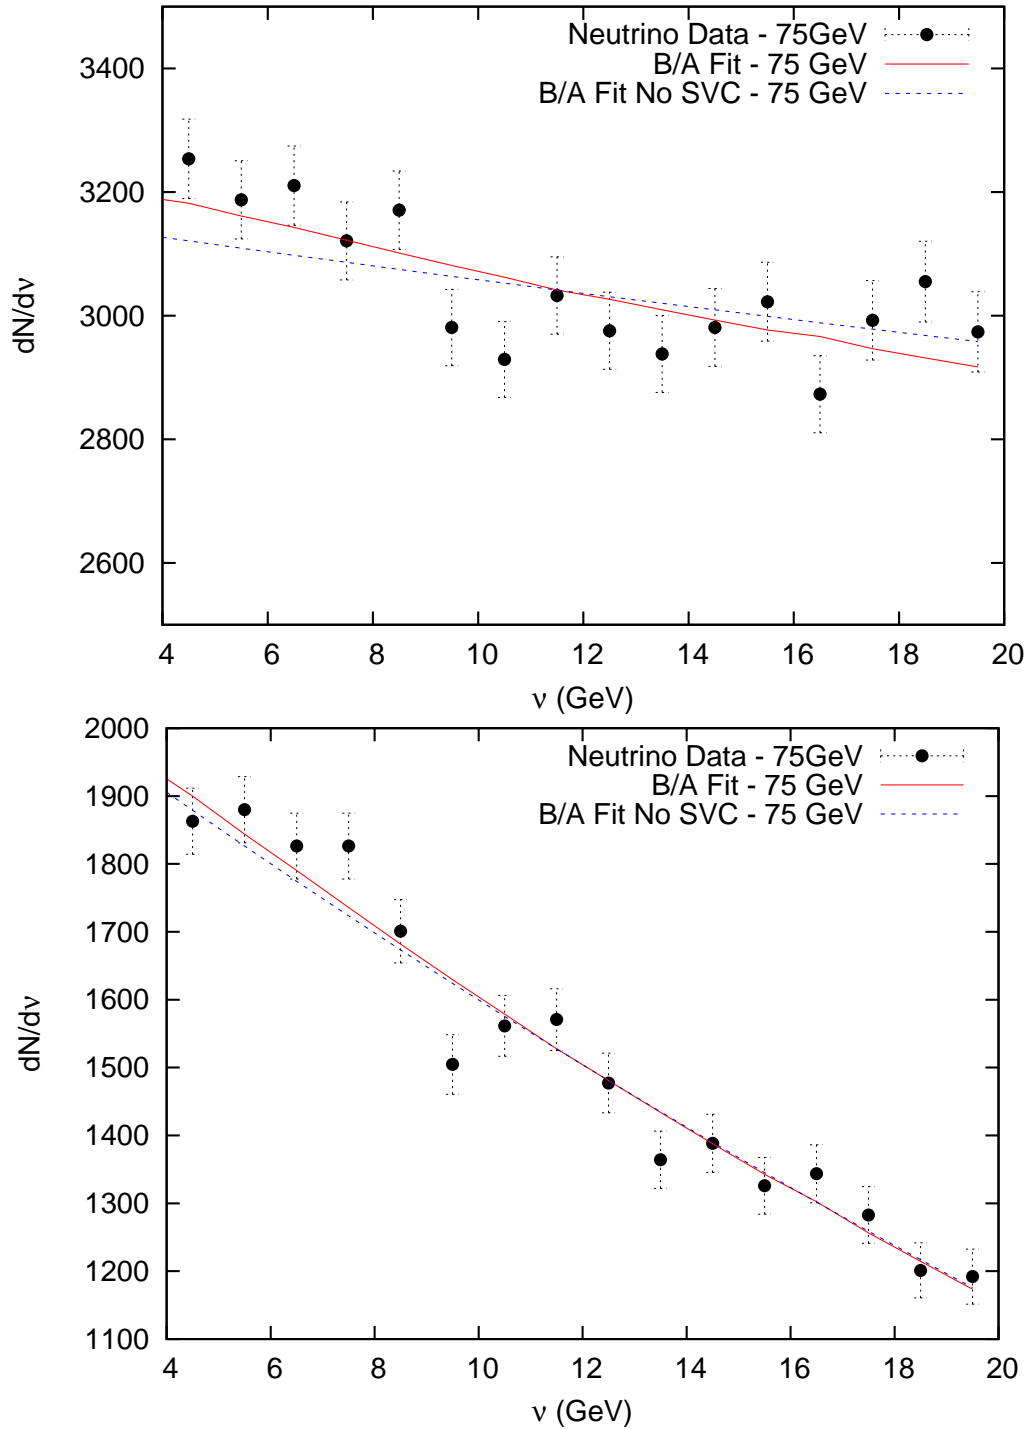 Neutrino Data - 75GeV
B/A Fit - 75 GeV
B/A Fit No SVC - 75 GeV
3400
3200
3000
2800
2600
dN/dν
4 6 8 10 12 14 16 18 20
ν (GeV)
Neutrino Data - 75GeV
B/A Fit - 75 GeV
B/A Fit No SVC - 75 GeV
2000
1900
1800
1700
1600
1500
1400
1300
1200
1100
dN/dν
4 6 8 10 12 14 16 18 20
ν (GeV)